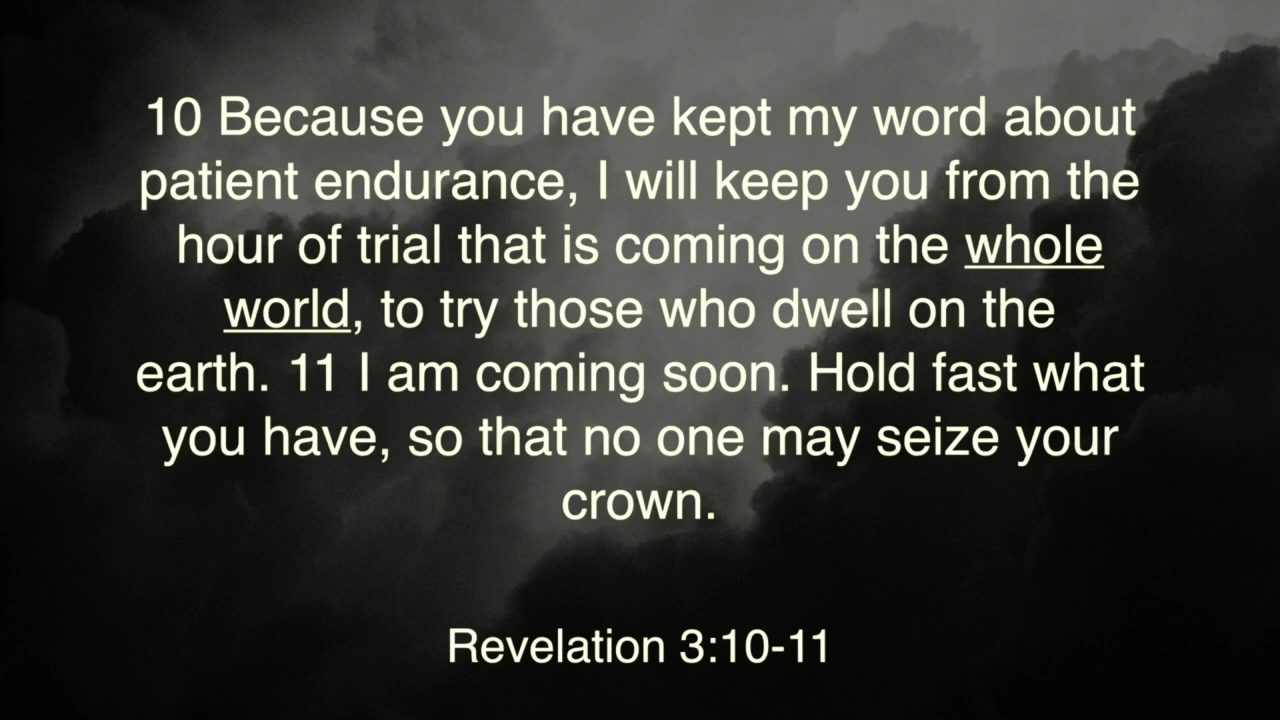 10 Because you have kept my word about
patient endurance, I will keep you from the
hour of trial that is coming on the whole
world, to try those who dwell on the
earth. 11 I am coming soon. Hold fast what
you have, so that no one may seize your
crown.
Revelation 3:10-11